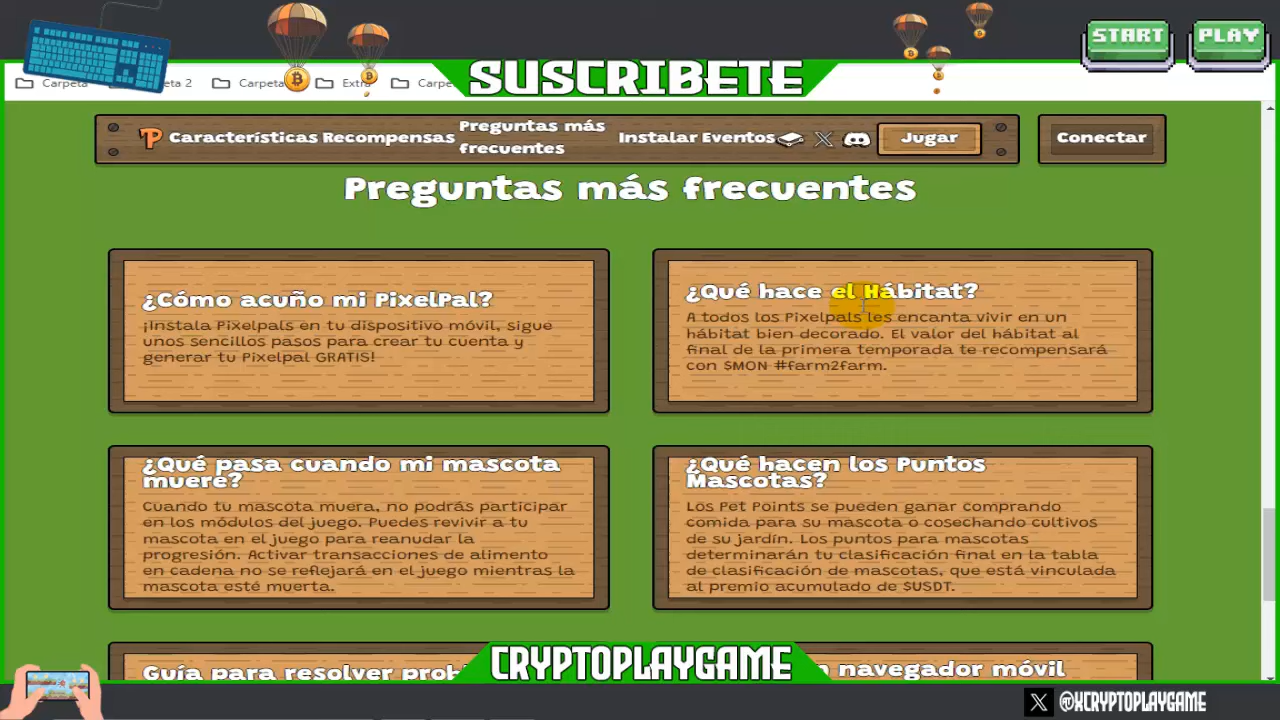 START
PLAY
Carpeta
eta 2
Carpeta
Extra
Carpe
SUSCRIBETE
Características
Recompensas
Preguntas más
frecuentes
Instalar
Eventos
Jugar
Conectar
Preguntas más frecuentes
¿Cómo acuño mi PixelPal?
¡Instala Pixelpals en tu dispositivo móvil, sigue
unos sencillos pasos para crear tu cuenta y
generar tu Pixelpal GRATIS!
¿Qué hace el Hábitat?
A todos los Pixelpals les encanta vivir en un
hábitat bien decorado. El valor del hábitat al
final de la primera temporada te recompensará
con $MON #farm2farm.
¿Qué pasa cuando mi mascota
muere?
Cuando tu mascota muera, no podrás participar
en los módulos del juego. Puedes revivir a tu
mascota en el juego para reanudar la
progresión. Activar transacciones de alimento
en cadena no se reflejará en el juego mientras la
mascota esté muerta.
¿Qué hacen los Puntos
Mascotas?
Los Pet Points se pueden ganar comprando
comida para su mascota o cosechando cultivos
de su jardín. Los puntos para mascotas
determinarán tu clasificación final en la tabla
de clasificación de mascotas, que está vinculada
al premio acumulado de $USDT.
Guía para resolver prob
n navegador móvil
CRYPTOPLAYGAME
@XCRYPTOPLAYGAME